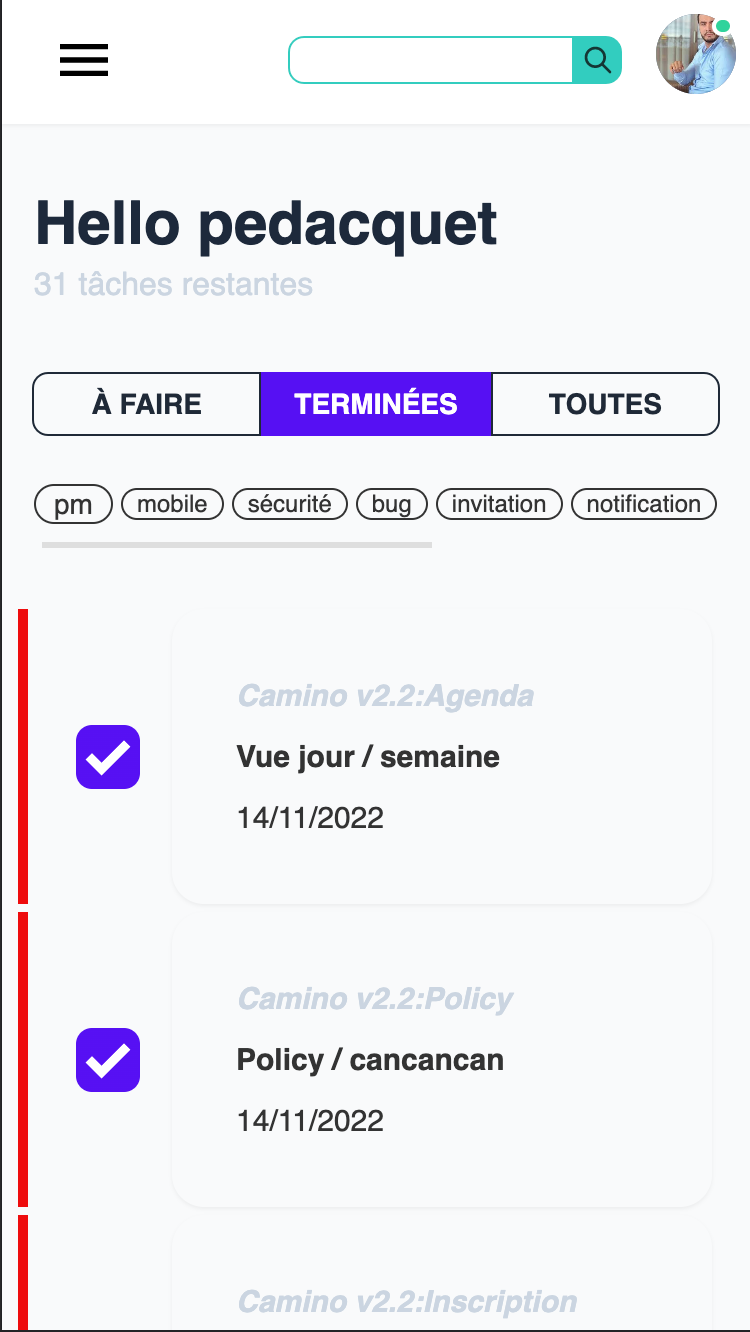 Hello pedacquet
31 tâches restantes
À FAIRE TERMINÉES TOUTES
pm mobile sécurité bug invitation notification
Camino v2.2:Agenda
Vue jour / semaine
14/11/2022
Camino v2.2:Policy
Policy / cancancan
14/11/2022
Camino v2.2:Inscription